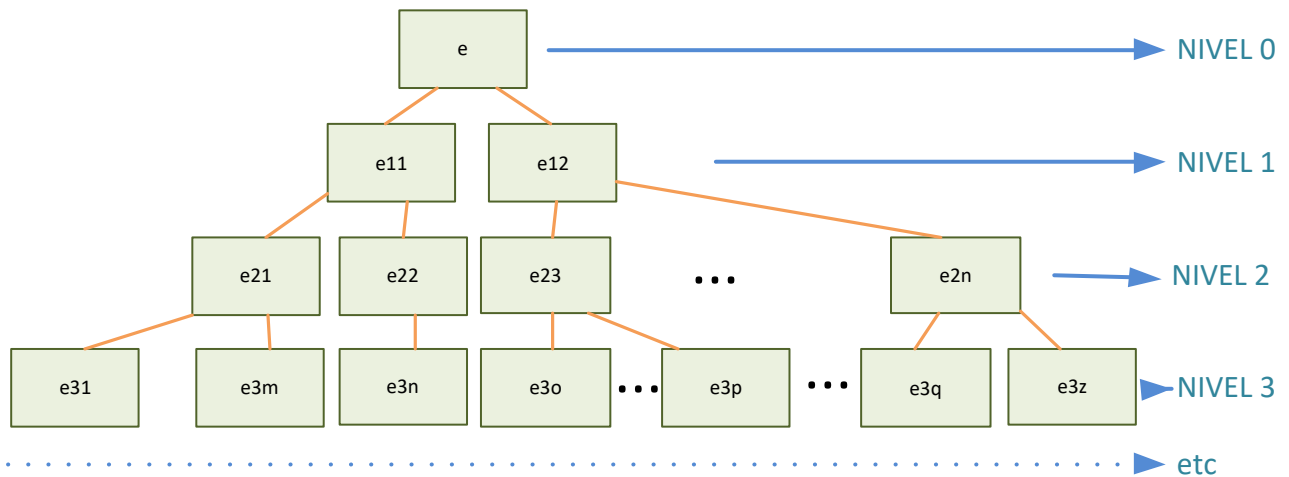 e NIVEL 0
e11 e12 NIVEL 1
e21 e22 e23 ... e2n NIVEL 2
e31 e3m e3n e3o ... e3p ... e3q e3z NIVEL 3
etc